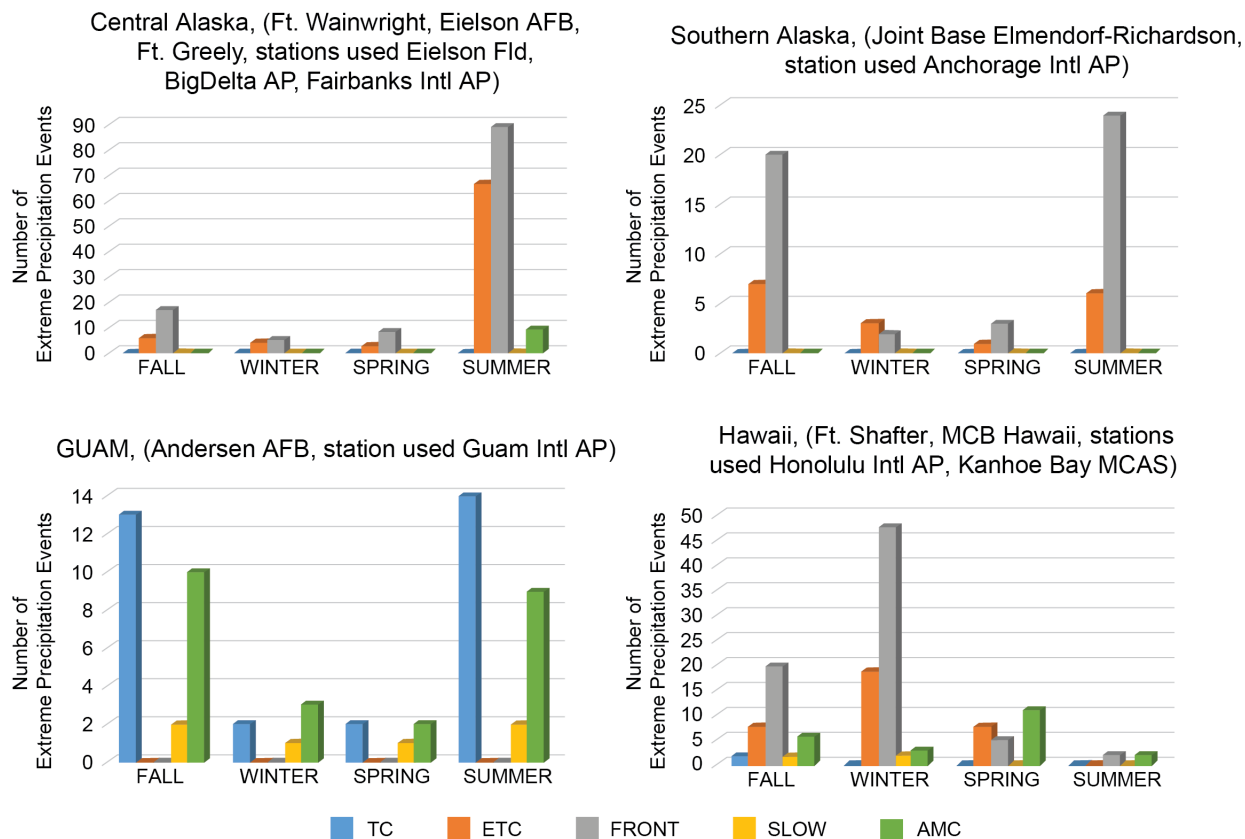 Central Alaska, (Ft. Wainwright, Eielson AFB,
Ft. Greely, stations used Eielson Fld,
BigDelta AP, Fairbanks Intl AP)
Number of
Extreme Precipitation Events
90
80
70
60
50
40
30
20
10
0
FALL
WINTER
SPRING
SUMMER
Southern Alaska, (Joint Base Elmendorf-Richardson,
station used Anchorage Intl AP)
Number of
Extreme Precipitation Events
25
20
15
10
5
0
FALL
WINTER
SPRING
SUMMER
GUAM, (Andersen AFB, station used Guam Intl AP)
Number of
Extreme Precipitation Events
14
12
10
8
6
4
2
0
FALL
WINTER
SPRING
SUMMER
Hawaii, (Ft. Shafter, MCB Hawaii, stations
used Honolulu Intl AP, Kanhoe Bay MCAS)
Number of
Extreme Precipitation Events
50
45
40
35
30
25
20
15
10
5
0
FALL
WINTER
SPRING
SUMMER
TC
ETC
FRONT
SLOW
AMC